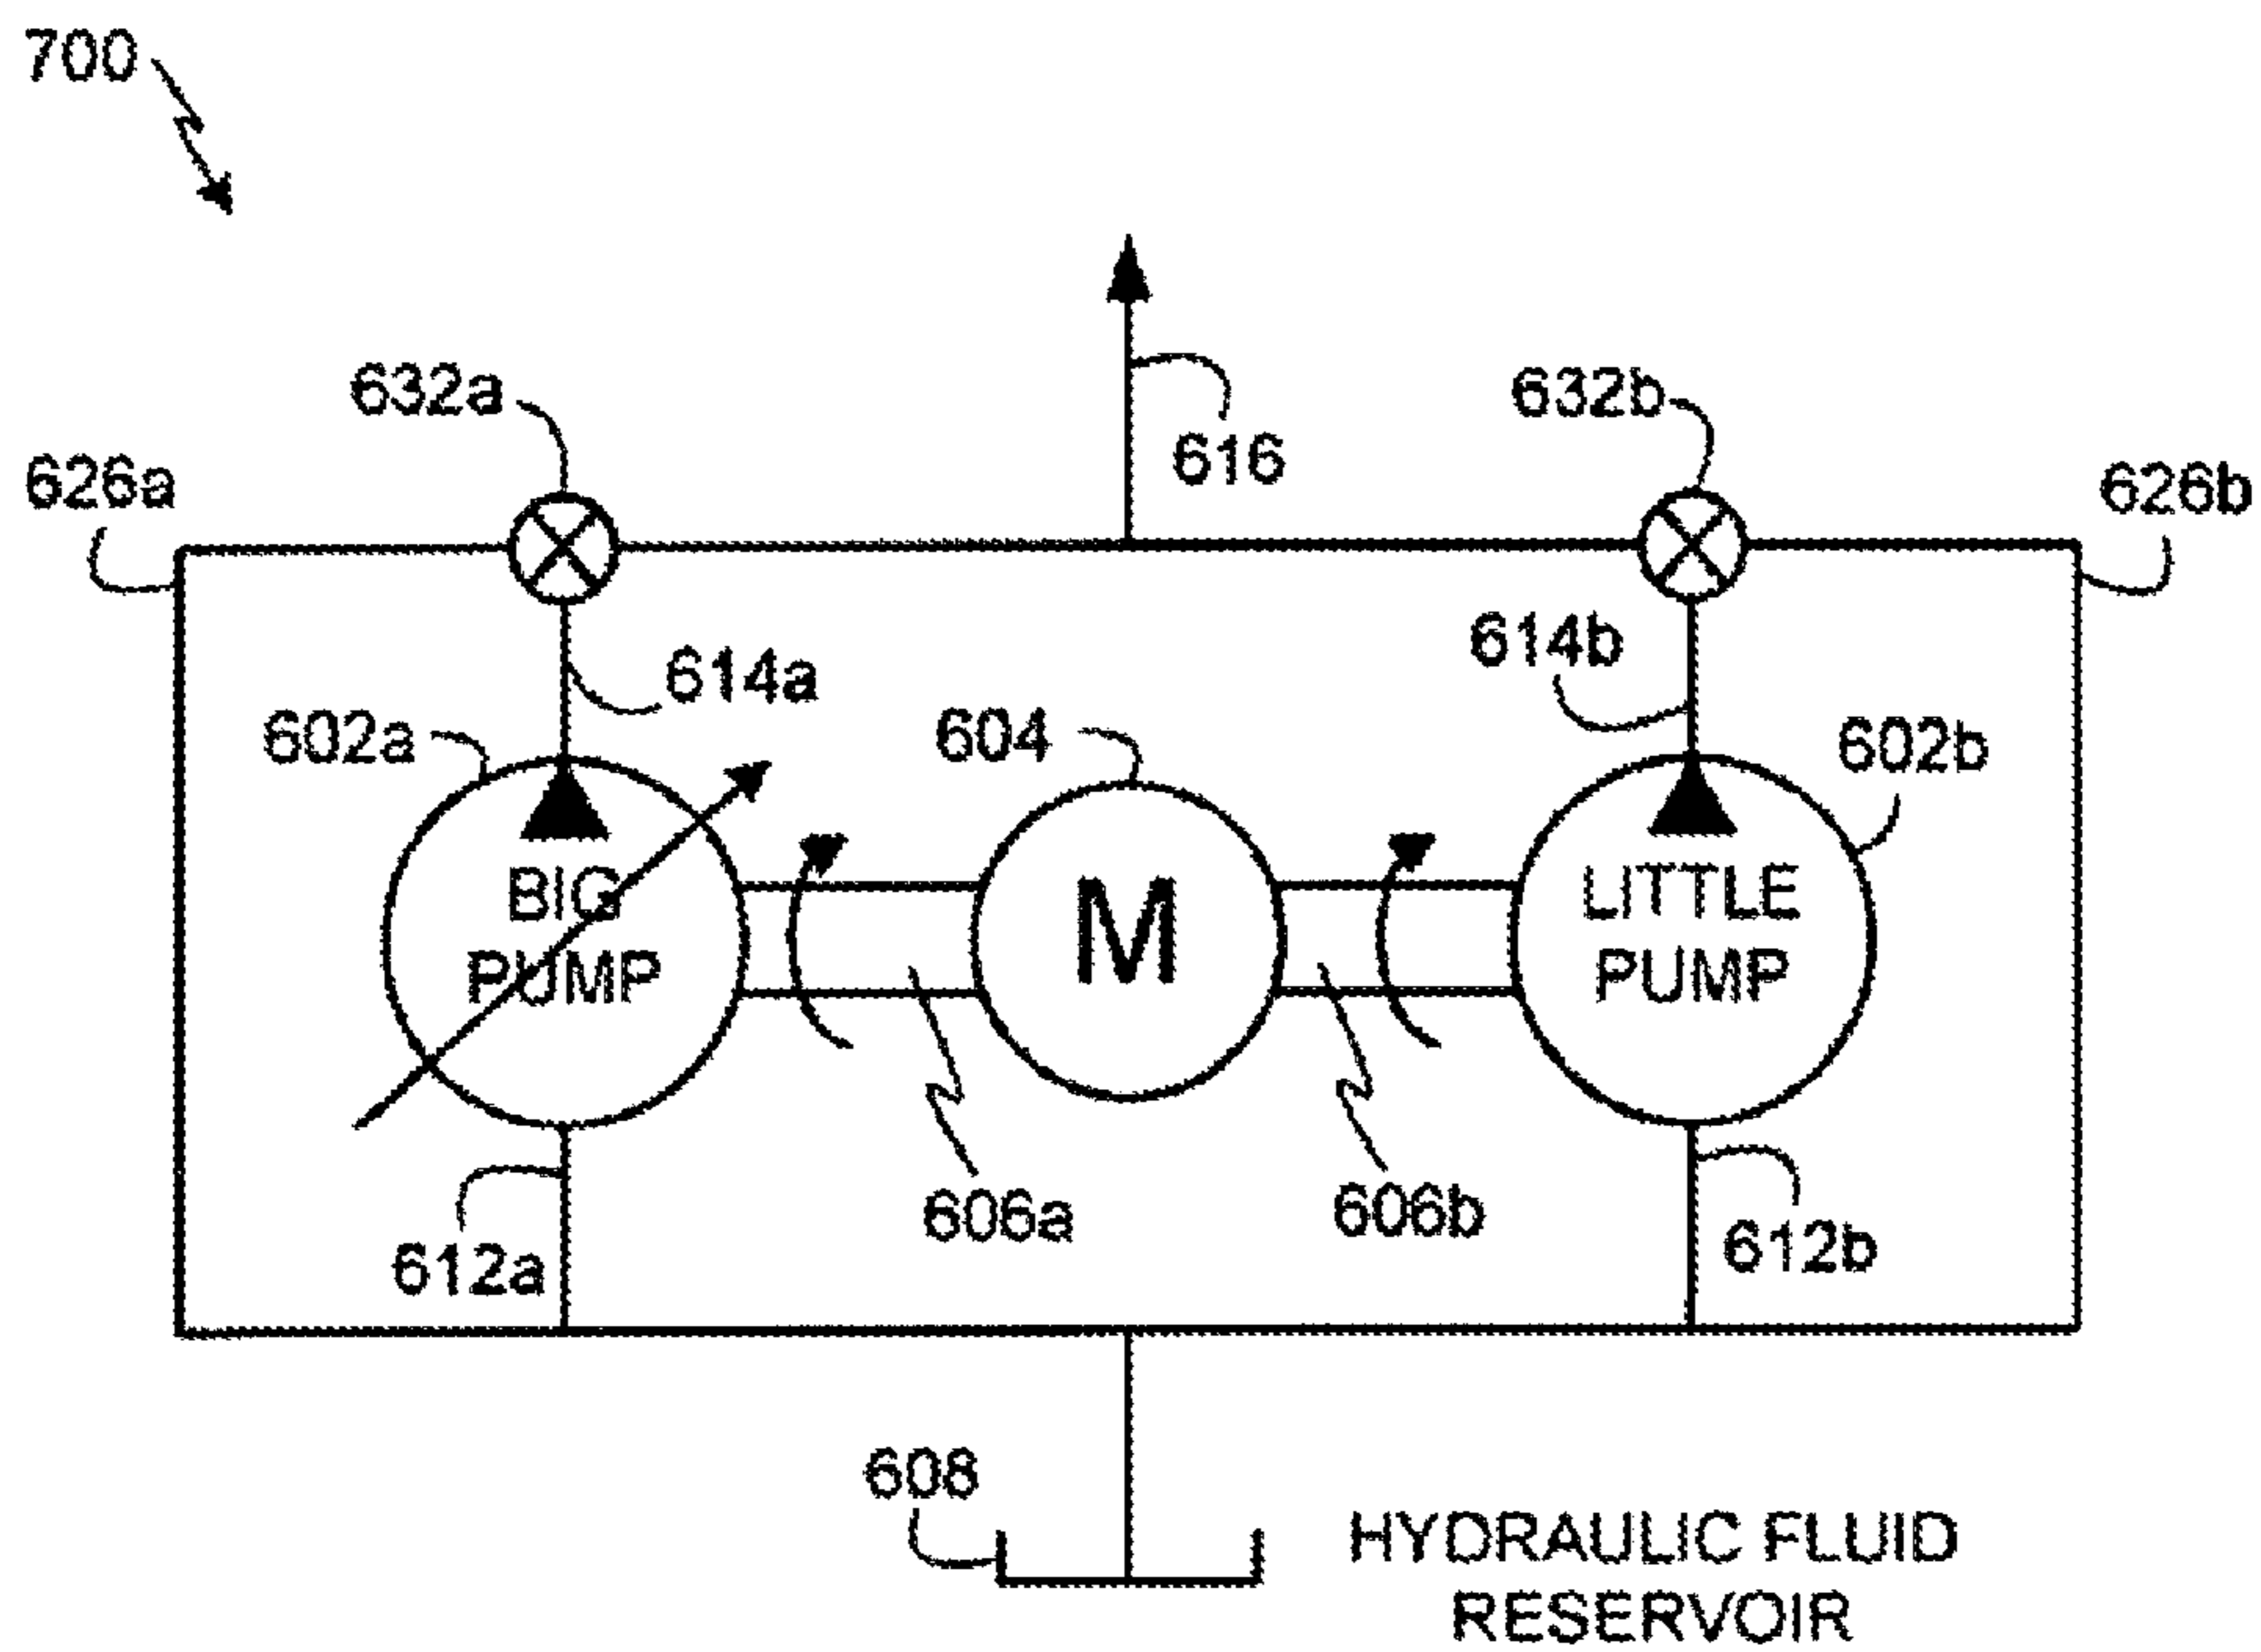 700
632a
632b
616
626a
626b
614a
614b
602a
604
602b
BIG
PUMP
M
LITTLE
PUMP
606a
606b
612a
612b
608
HYDRAULIC FLUID
RESERVOIR